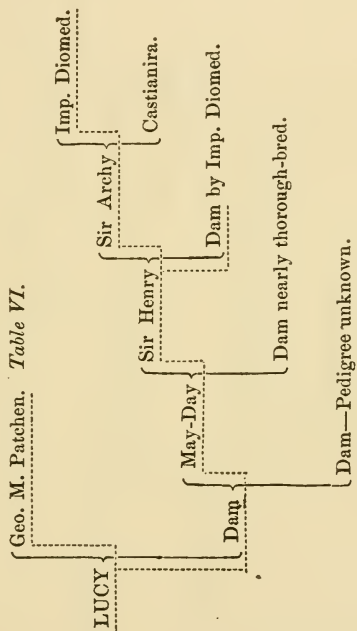 Table VI.
LUCY
Geo. M. Patchen.
Dam
May-Day
Dam—Pedigree unknown.
Sir Henry
Dam nearly thorough-bred.
Sir Archy
Dam by Imp. Diomed.
Imp. Diomed.
Castianira.